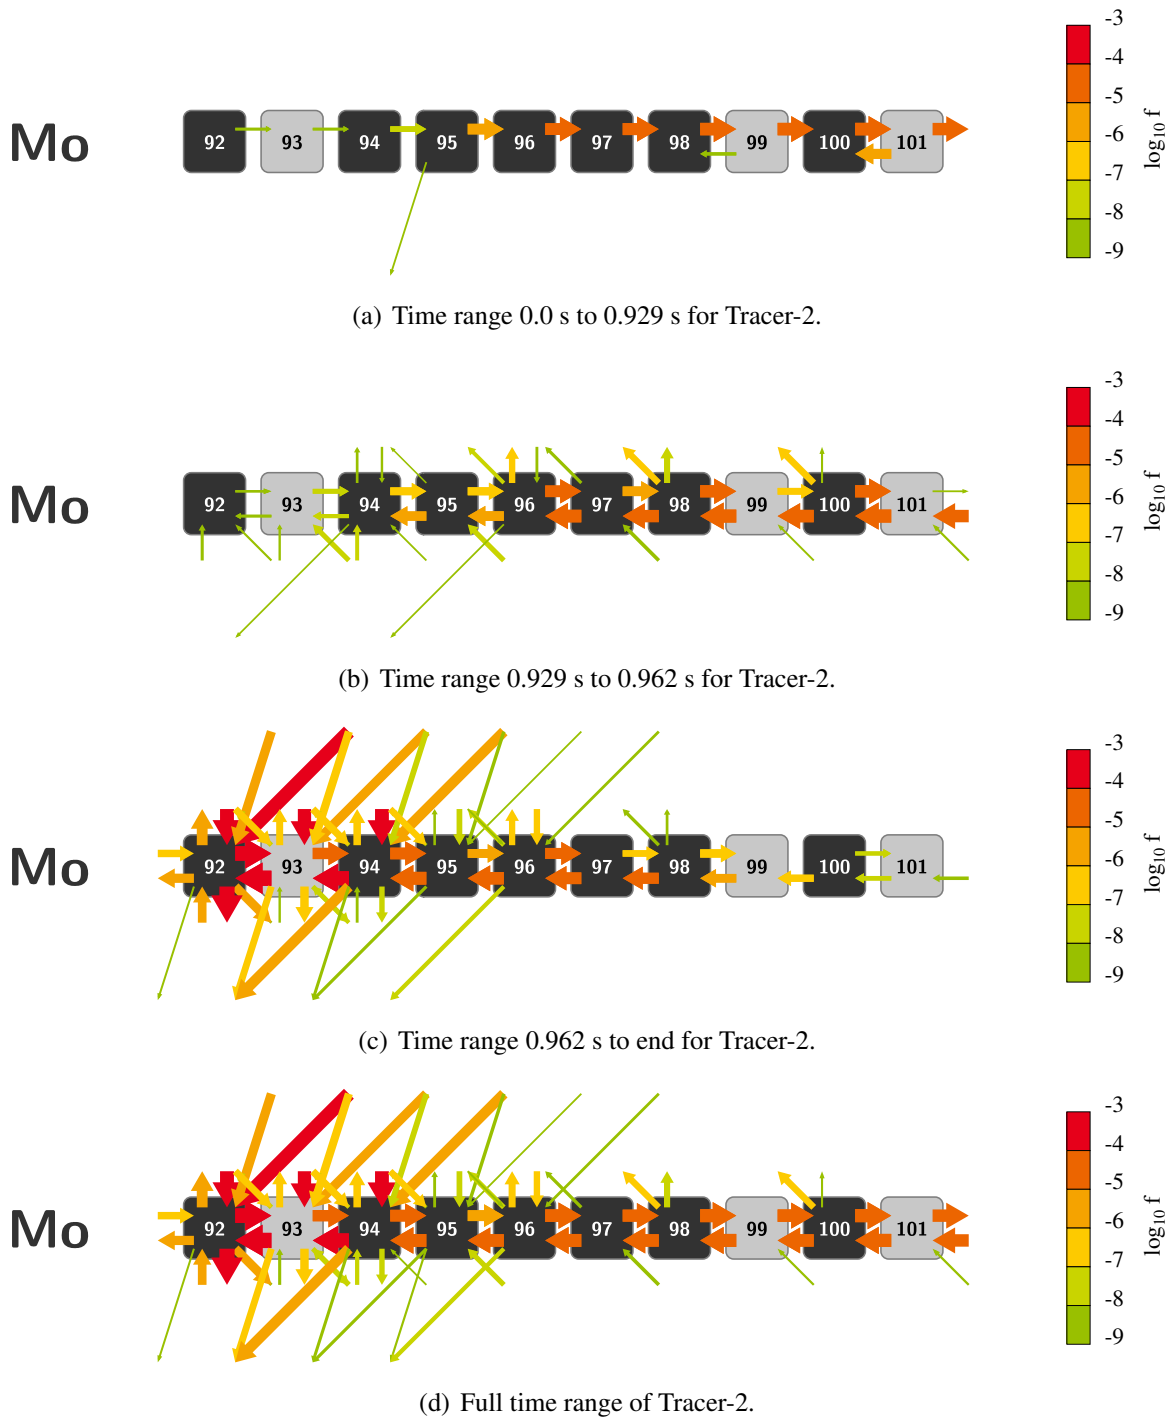 -3
-4
-5
-6
-7
-8
-9
log₁₀ f
Mo
92 93 94 95 96 97 98 99 100 101
(a) Time range 0.0 s to 0.929 s for Tracer-2.
-3
-4
-5
-6
-7
-8
-9
log₁₀ f
Mo
92 93 94 95 96 97 98 99 100 101
(b) Time range 0.929 s to 0.962 s for Tracer-2.
-3
-4
-5
-6
-7
-8
-9
log₁₀ f
Mo
92 93 94 95 96 97 98 99 100 101
(c) Time range 0.962 s to end for Tracer-2.
-3
-4
-5
-6
-7
-8
-9
log₁₀ f
Mo
92 93 94 95 96 97 98 99 100 101
(d) Full time range of Tracer-2.